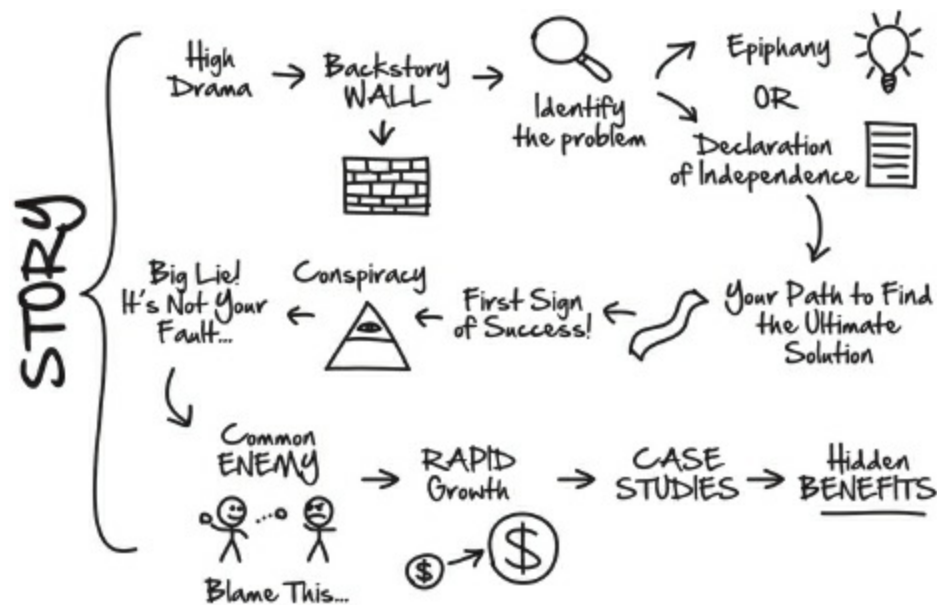 STORY
High
Drama
Backstory
WALL
Identify
the problem
Epiphany
OR
Declaration
of Independence
Your Path to Find
the Ultimate
Solution
First Sign
of Success!
Conspiracy
Big Lie!
It's Not Your
Fault...
Common
ENEMY
Blame This...
RAPID
Growth
$
$
CASE
STUDIES
Hidden
BENEFITS